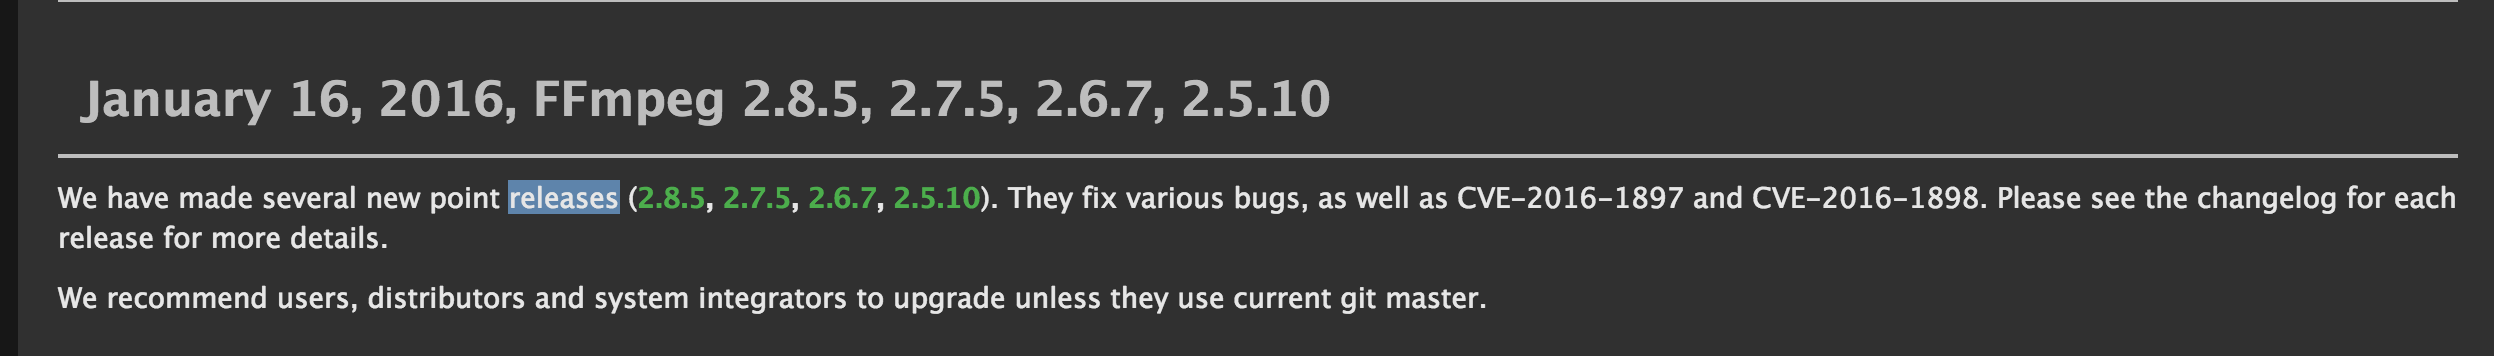 January 16, 2016, FFmpeg 2.8.5, 2.7.5, 2.6.7, 2.5.10
We have made several new point releases (2.8.5, 2.7.5, 2.6.7, 2.5.10). They fix various bugs, as well as CVE-2016-1897 and CVE-2016-1898. Please see the changelog for each
release for more details.
We recommend users, distributors and system integrators to upgrade unless they use current git master.